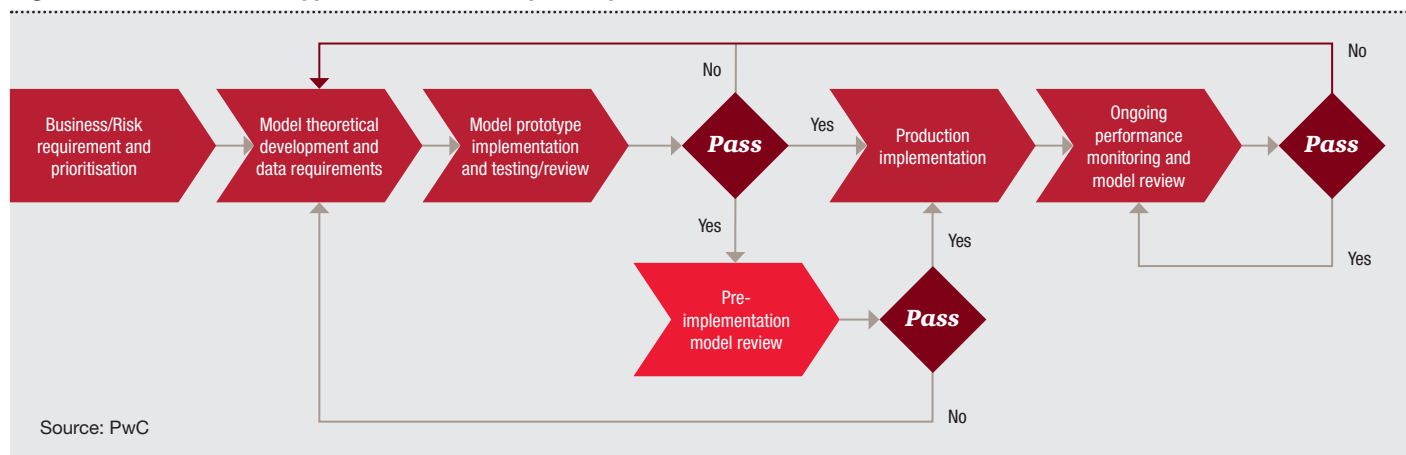 Business/Risk
requirement and
prioritisation
Model theoretical
development and
data requirements
Model prototype
implementation
and testing/review
No
Pass
Yes
Yes
Production
implementation
Ongoing
performance
monitoring and
model review
No
Pass
Yes
Pre-
implementation
model review
Pass
Yes
No
Source: PwC